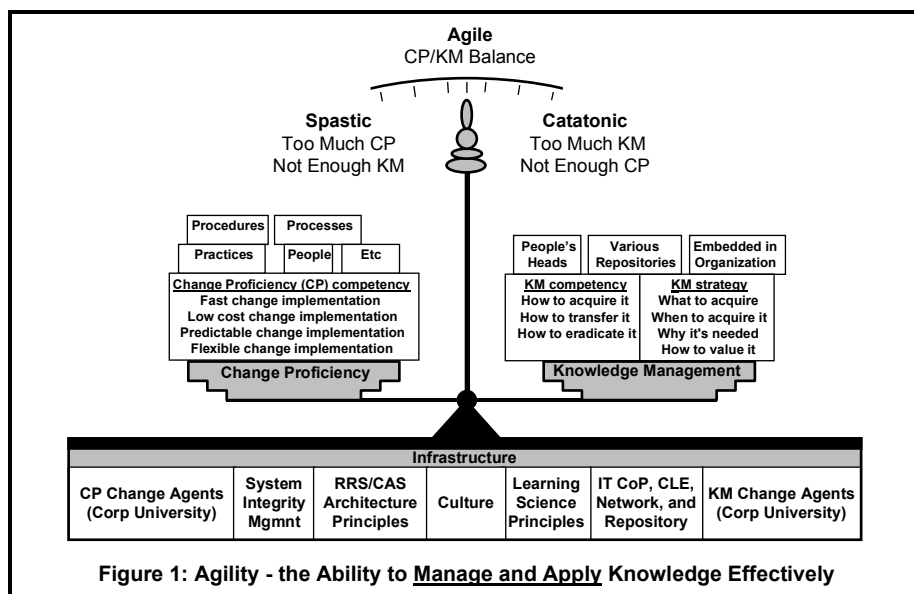 Agile
CP/KM Balance
Spastic
Too Much CP
Not Enough KM
Catatonic
Too Much KM
Not Enough CP
Procedures
Processes
Practices
People
Etc
Change Proficiency (CP) competency
Fast change implementation
Low cost change implementation
Predictable change implementation
Flexible change implementation
Change Proficiency
People's
Heads
Various
Repositories
Embedded in
Organization
KM competency
How to acquire it
How to transfer it
How to eradicate it
KM strategy
What to acquire
When to acquire it
Why it's needed
How to value it
Knowledge Management
Infrastructure
CP Change Agents
(Corp University)
System
Integrity
Mgmnt
RRS/CAS
Architecture
Principles
Culture
Learning
Science
Principles
IT CoP, CLE,
Network, and
Repository
KM Change Agents
(Corp University)
Figure 1: Agility - the Ability to Manage and Apply Knowledge Effectively